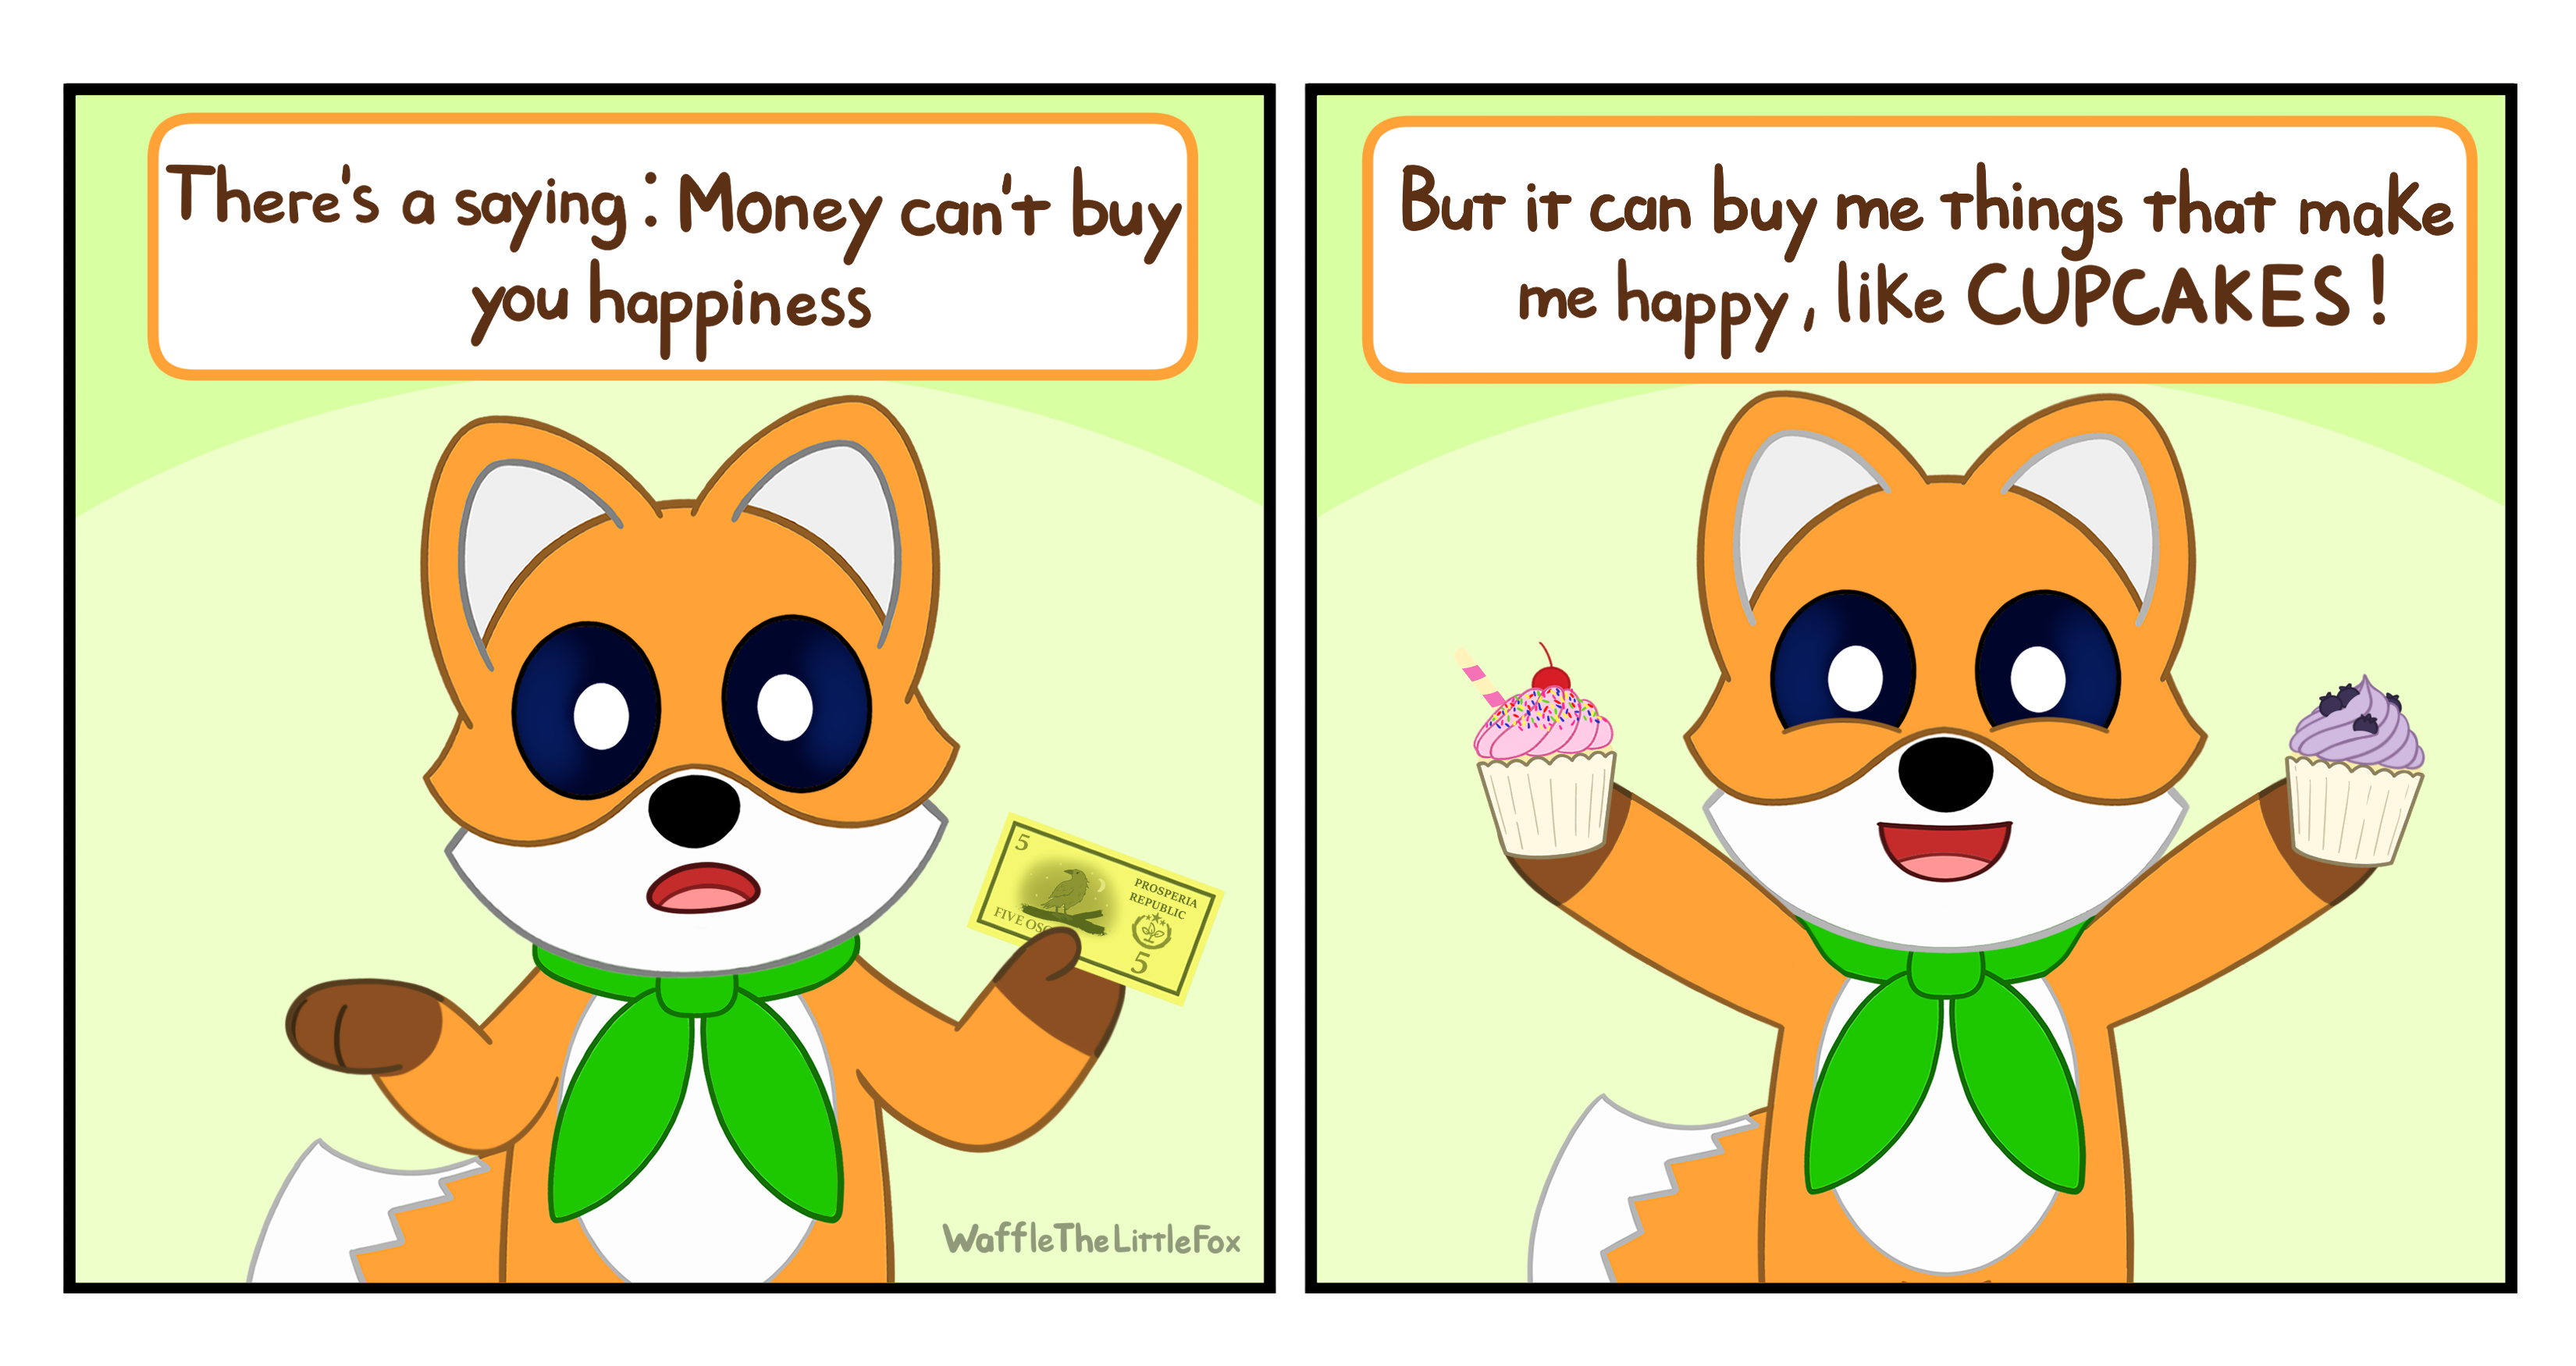 There's a saying: Money can't buy
you happiness
5
PROSPERIA
REPUBLIC
FIVE
5
WaffleTheLittleFox
But it can buy me things that make
me happy, like CUPCAKES!